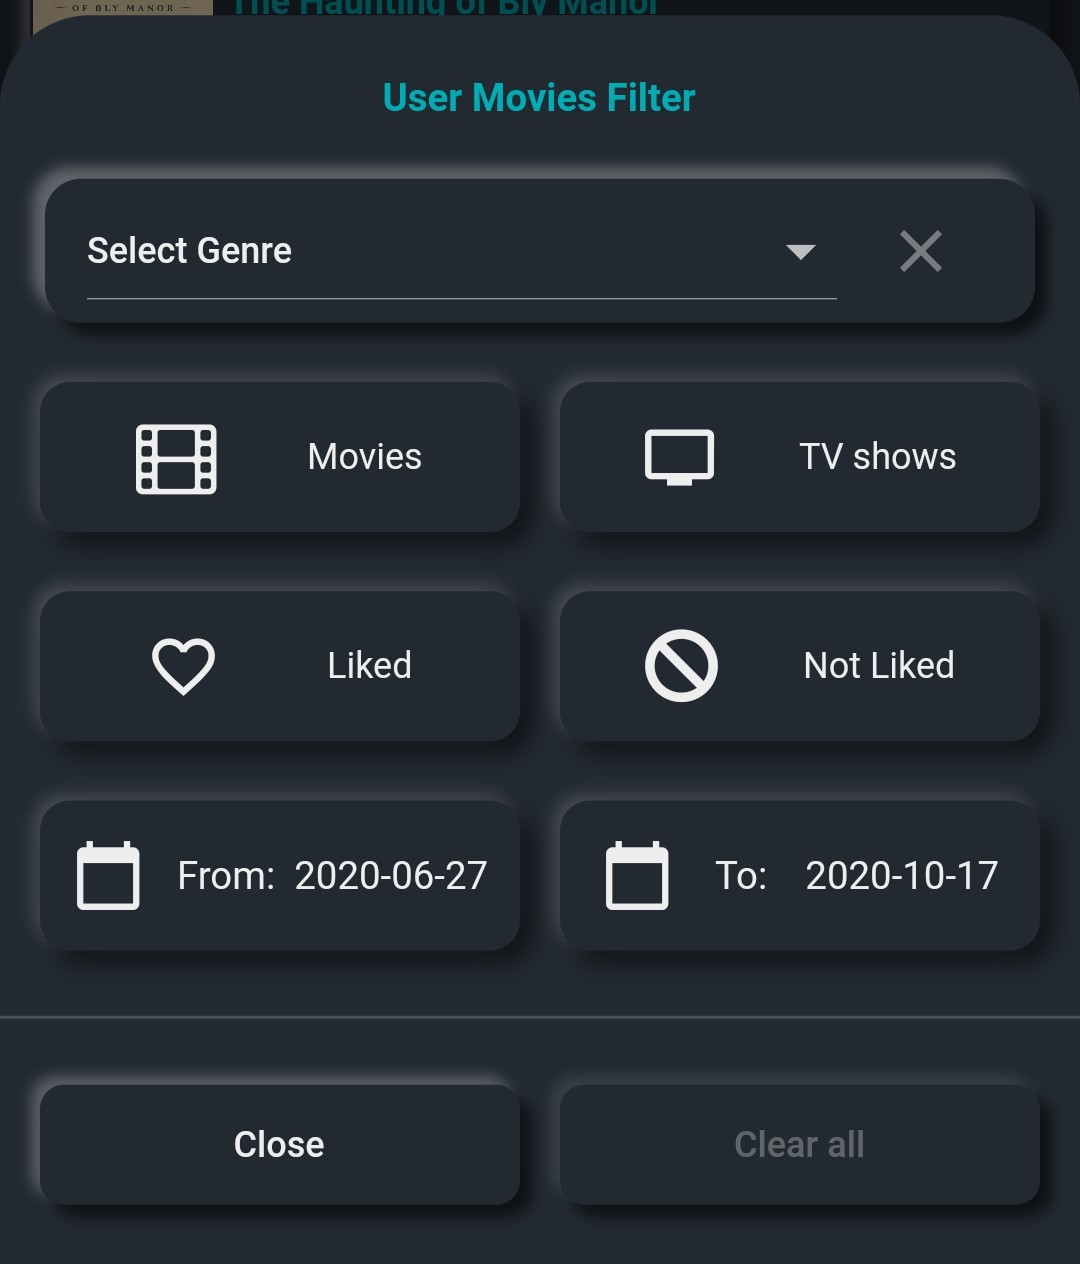 OF BLY MANOR
The Haunting of Bly Manor
User Movies Filter
Select Genre
Movies
TV shows
Liked
Not Liked
From: 2020-06-27
To: 2020-10-17
Close
Clear all